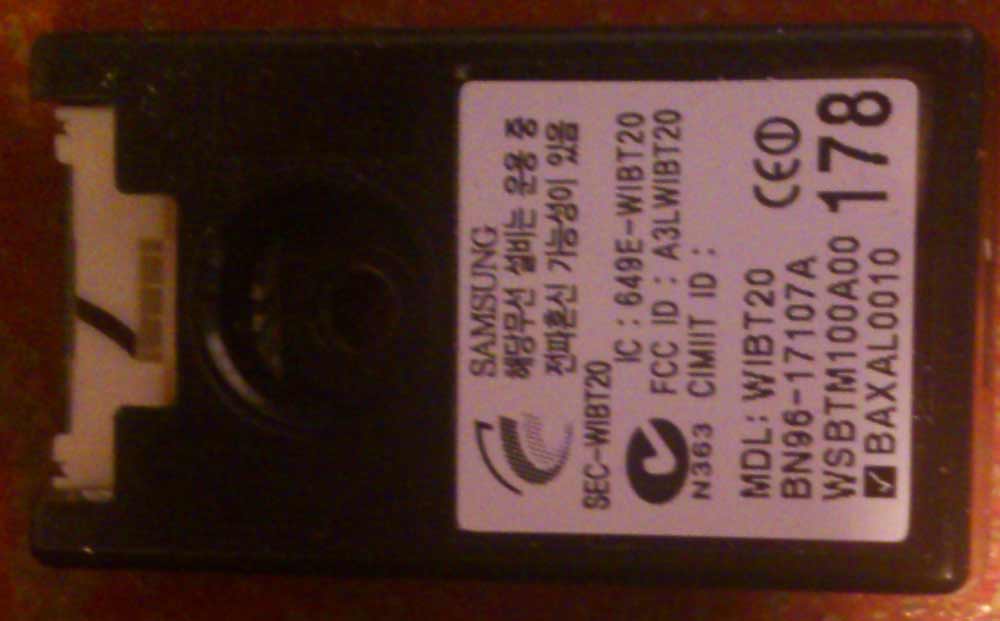 SAMSUNG
해당무선 설비는 운용 중
전파혼신 가능성이 있음
SEC-WIBT20
IC : 649E-WIBT20
FCC ID : A3LWIBT20
N363 CIMIIT ID :
MDL: WIBT20
BN96-17107A
WSBTM100A00
BAXAL0010
178